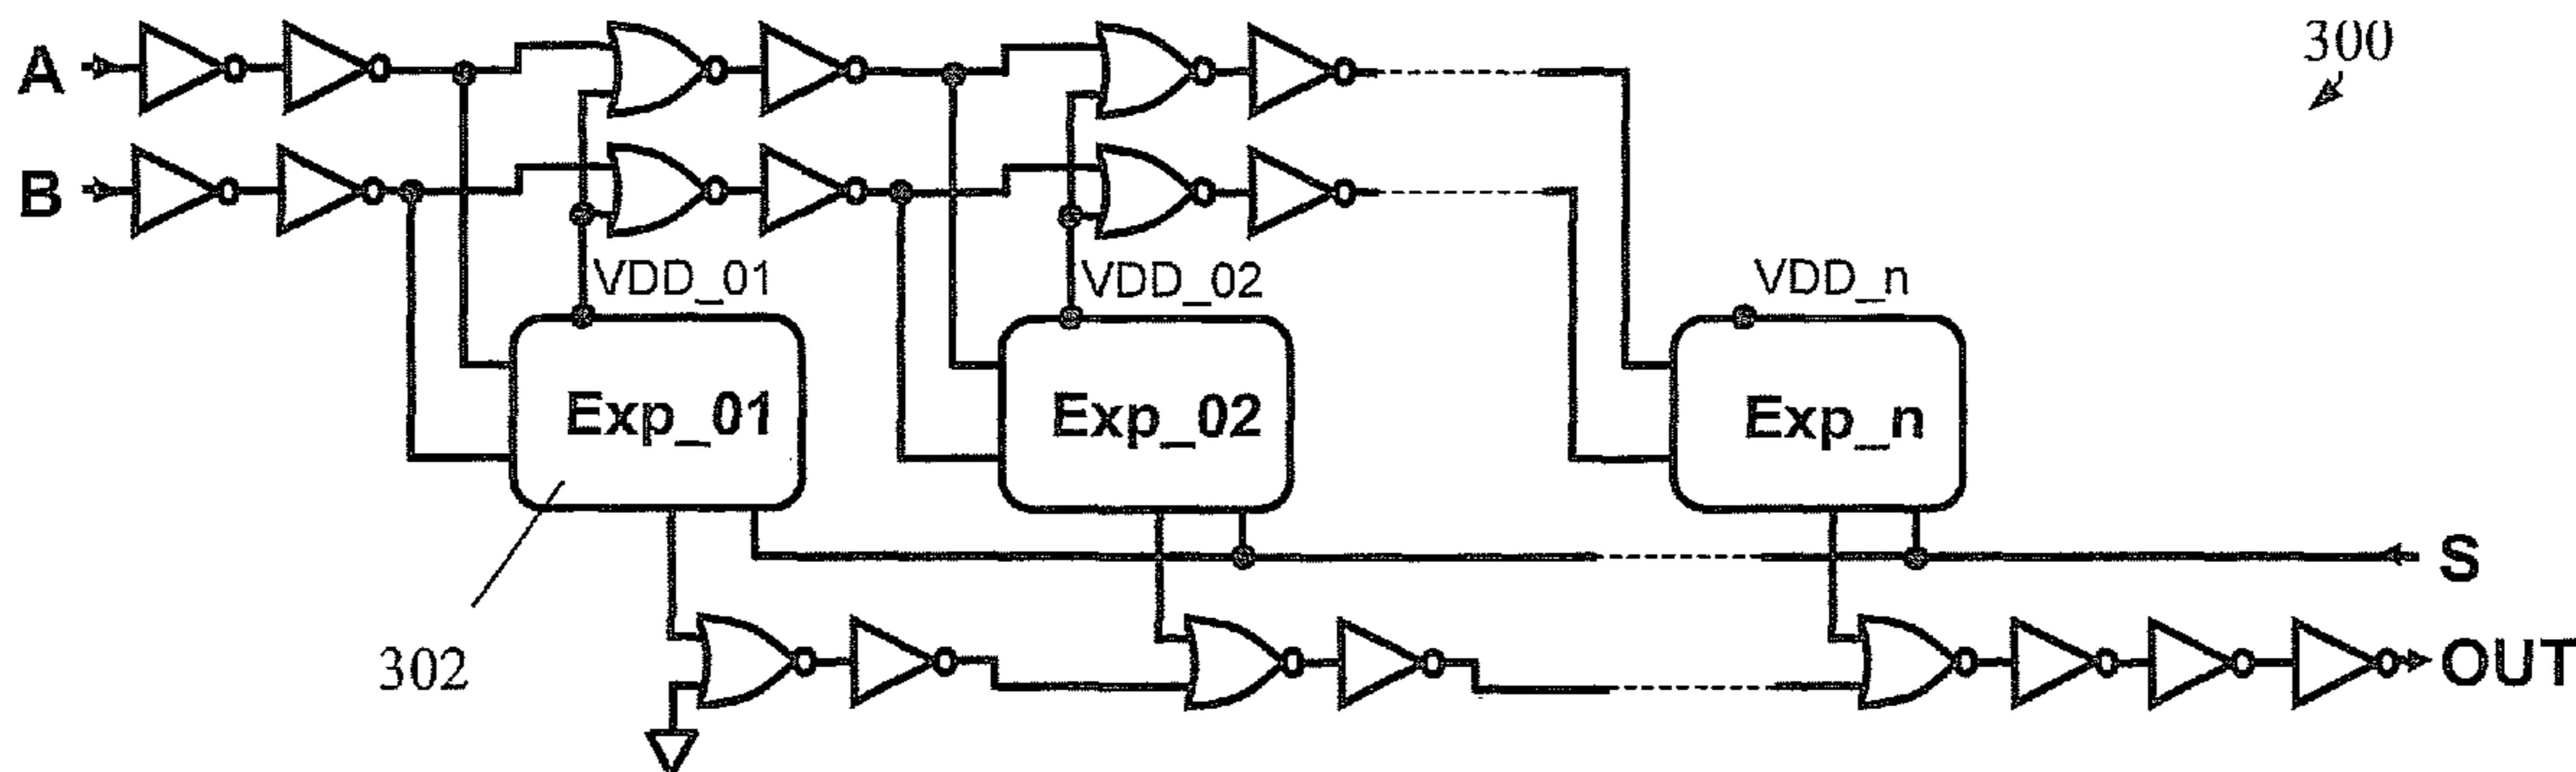 A
300
B
VDD_01
VDD_02
VDD_n
Exp_01
Exp_02
Exp_n
S
302
OUT